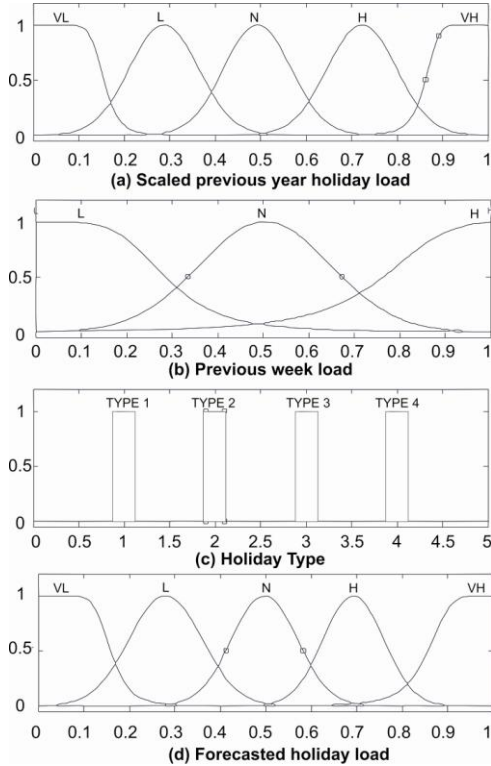 VL L N H VH
1
0.5
0
0 0.1 0.2 0.3 0.4 0.5 0.6 0.7 0.8 0.9 1
(a) Scaled previous year holiday load
L N H
1
0.5
0
0 0.1 0.2 0.3 0.4 0.5 0.6 0.7 0.8 0.9 1
(b) Previous week load
TYPE 1 TYPE 2 TYPE 3 TYPE 4
1
0.5
0
0 0.5 1 1.5 2 2.5 3 3.5 4 4.5 5
(c) Holiday Type
VL L N H VH
1
0.5
0
0 0.1 0.2 0.3 0.4 0.5 0.6 0.7 0.8 0.9 1
(d) Forecasted holiday load